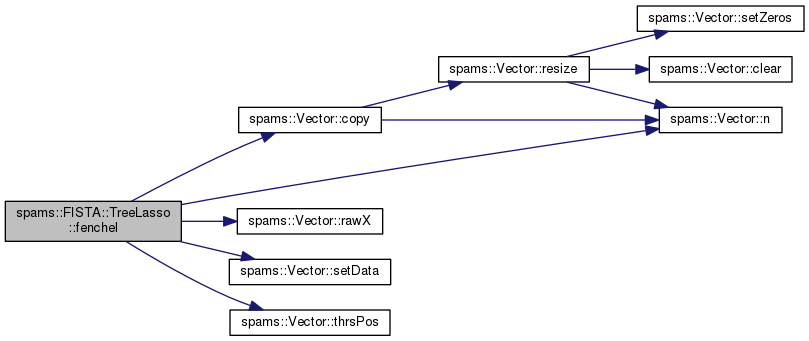 spams::FISTA::TreeLasso
::fenchel
spams::Vector::copy
spams::Vector::resize
spams::Vector::setZeros
spams::Vector::clear
spams::Vector::n
spams::Vector::rawX
spams::Vector::setData
spams::Vector::thrsPos